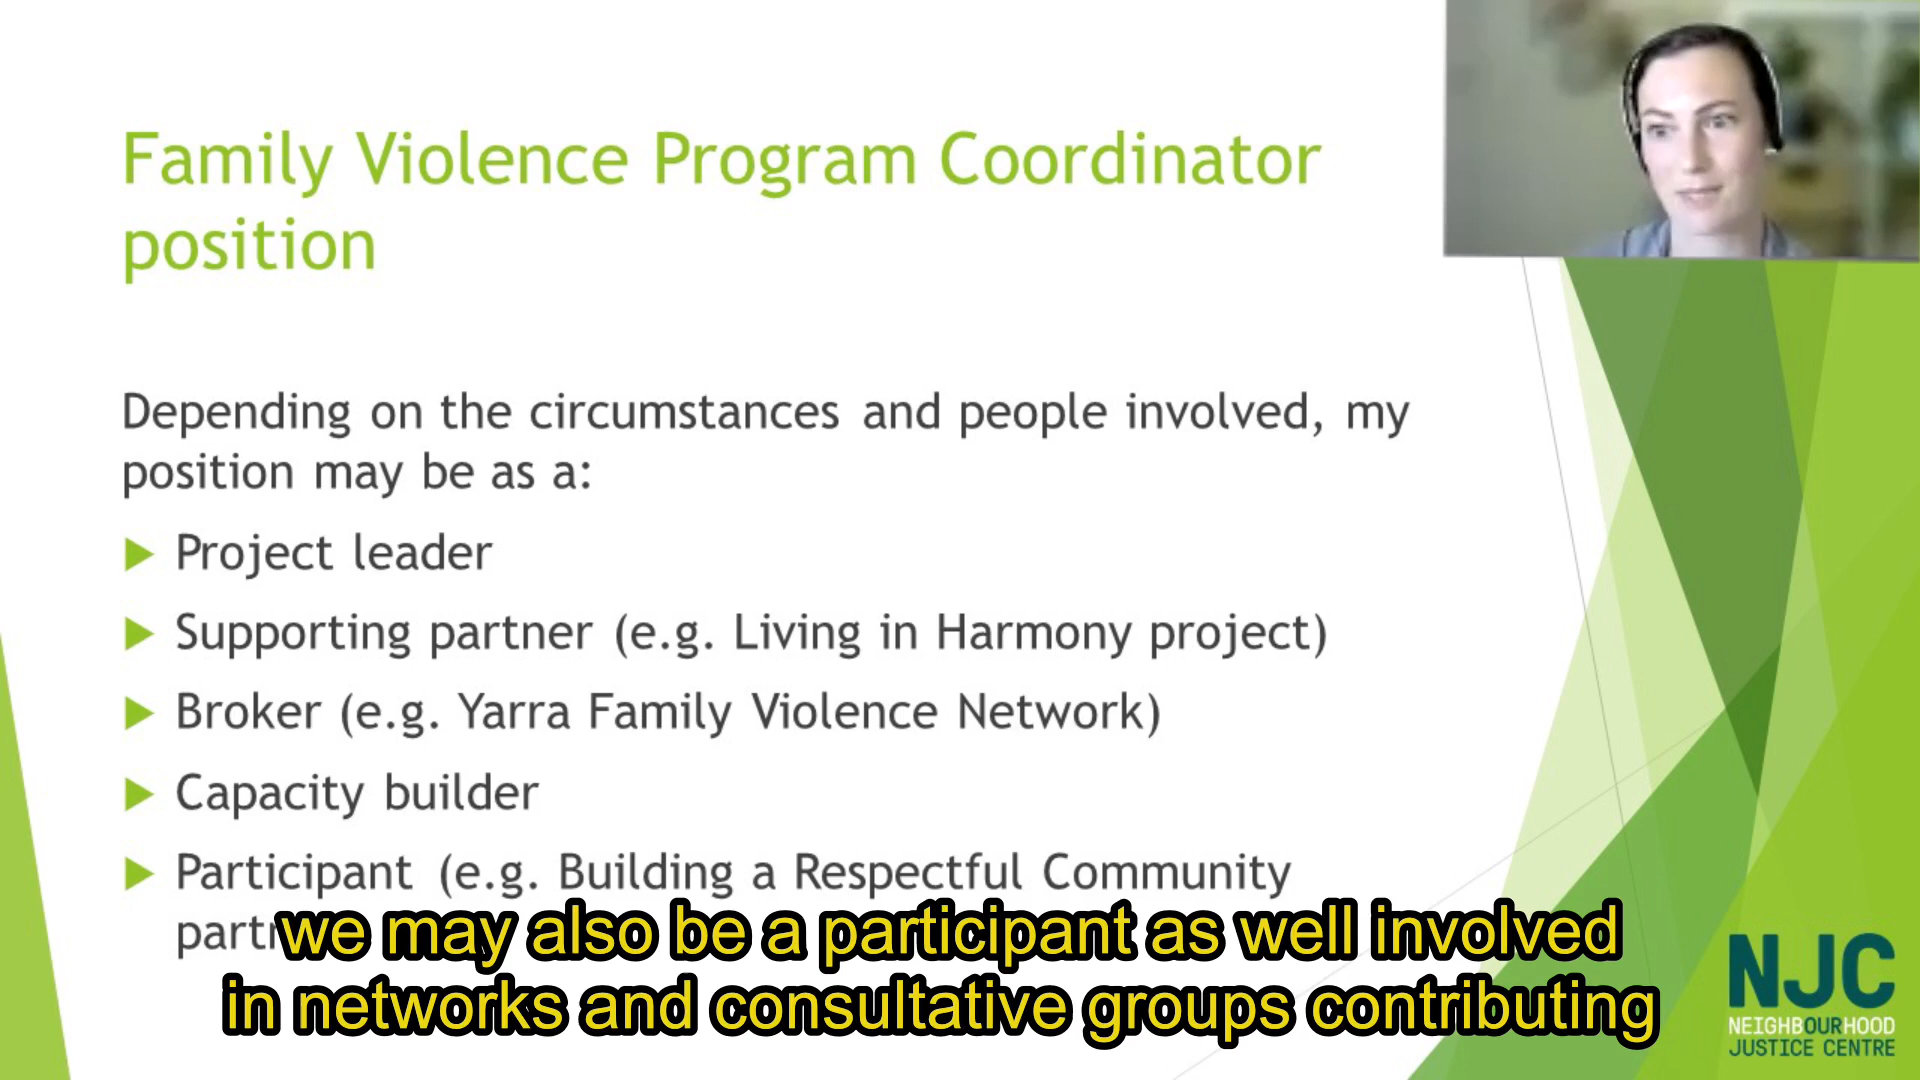 Family Violence Program Coordinator
position
Depending on the circumstances and people involved, my
position may be as a:
Project leader
Supporting partner (e.g. Living in Harmony project)
Broker (e.g. Yarra Family Violence Network)
Capacity builder
Participant (e.g. Building a Respectful Community
we may also be a participant as well involved
in networks and consultative groups contributing
NJC
NEIGHBOURHOOD
JUSTICE CENTRE